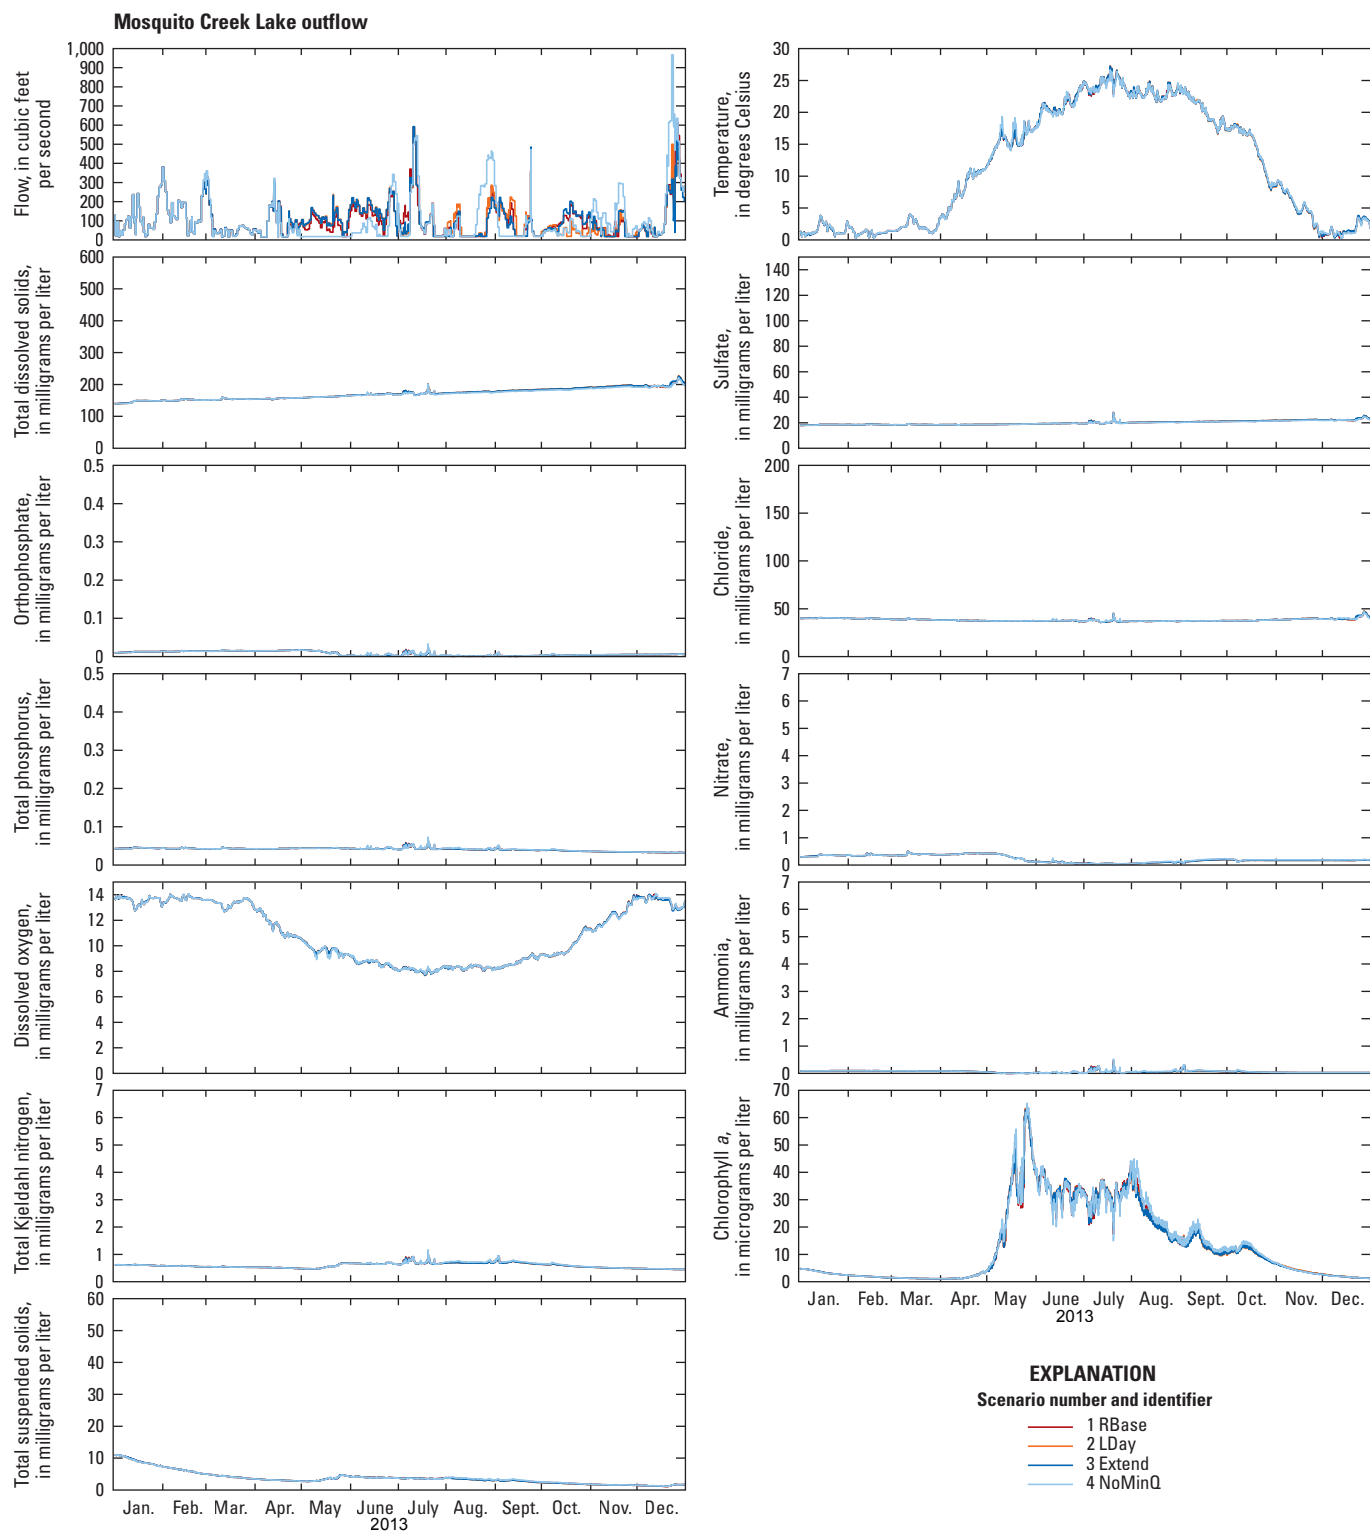 Mosquito Creek Lake outflow
Flow, in cubic feet
per second
1,000
900
800
700
600
500
400
300
200
100
0
Temperature,
in degrees Celsius
30
25
20
15
10
5
0
Total dissolved solids,
in milligrams per liter
600
500
400
300
200
100
0
Sulfate,
in milligrams per liter
140
120
100
80
60
40
20
0
Orthophosphate,
in milligrams per liter
0.5
0.4
0.3
0.2
0.1
0
Chloride,
in milligrams per liter
200
150
100
50
0
Total phosphorus,
in milligrams per liter
0.5
0.4
0.3
0.2
0.1
0
Nitrate,
in milligrams per liter
7
6
5
4
3
2
1
0
Dissolved oxygen,
in milligrams per liter
14
12
10
8
6
4
2
0
Ammonia,
in milligrams per liter
7
6
5
4
3
2
1
0
Total Kjeldahl nitrogen,
in milligrams per liter
7
6
5
4
3
2
1
0
Chlorophyll a,
in micrograms per liter
70
60
50
40
30
20
10
0
Jan. Feb. Mar. Apr. May June July Aug. Sept. Oct. Nov. Dec.
2013
Total suspended solids,
in milligrams per liter
60
50
40
30
20
10
0
Jan. Feb. Mar. Apr. May June July Aug. Sept. Oct. Nov. Dec.
2013
EXPLANATION
Scenario number and identifier
1 RBase
2 LDay
3 Extend
4 NoMinQ